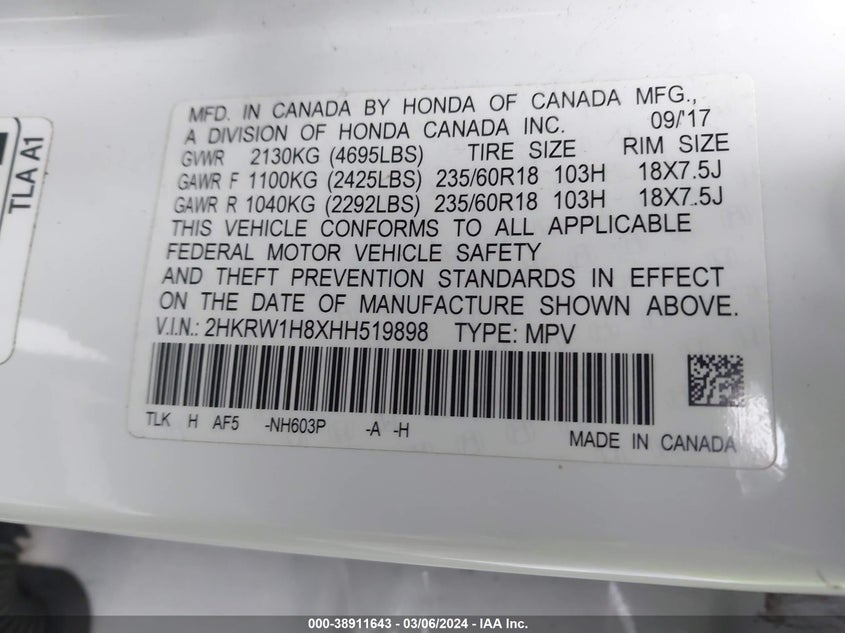 MFD. IN CANADA BY HONDA OF CANADA MFG.,
A DIVISION OF HONDA CANADA INC. 09/'17
GVWR 2130KG (4695LBS) TIRE SIZE RIM SIZE
GAWR F 1100KG (2425LBS) 235/60R18 103H 18X7.5J
GAWR R 1040KG (2292LBS) 235/60R18 103H 18X7.5J
THIS VEHICLE CONFORMS TO ALL APPLICABLE
FEDERAL MOTOR VEHICLE SAFETY
AND THEFT PREVENTION STANDARDS IN EFFECT
ON THE DATE OF MANUFACTURE SHOWN ABOVE.
V.I.N.: 2HKRW1H8XHH519898 TYPE: MPV
TLK H AF5 -NH603P -A -H
MADE IN CANADA
TLA A1
000-38911643 - 03/06/2024 - IAA Inc.